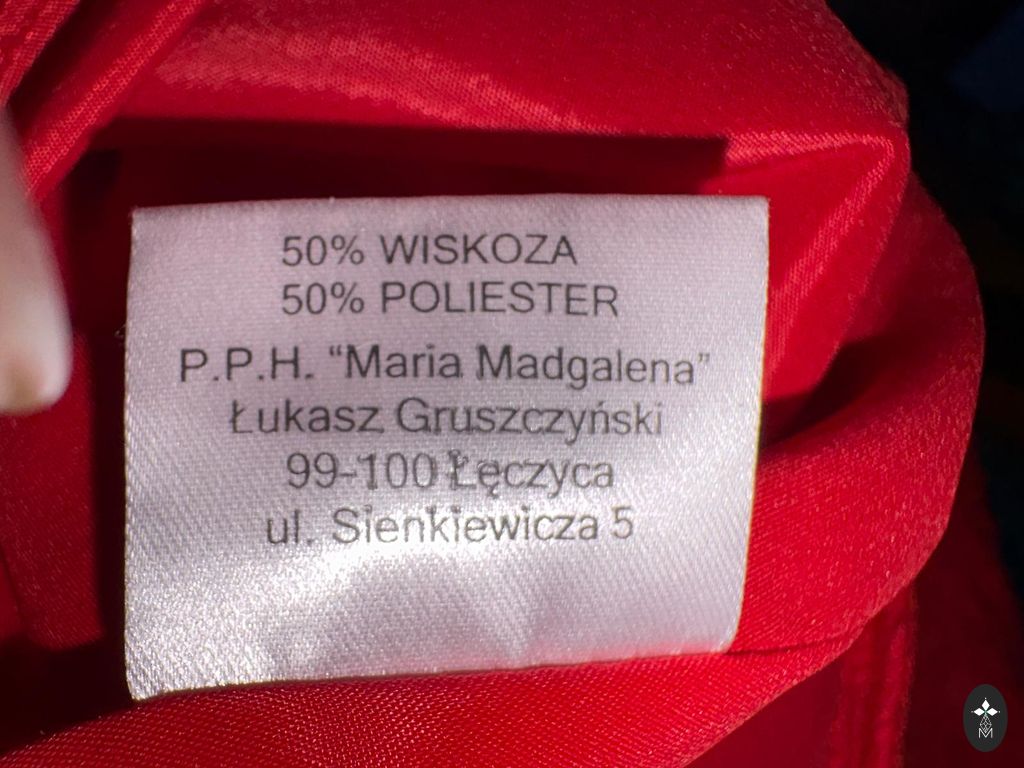 50% WISKOZA
50% POLIESTER
P.P.H. “Maria Madgalena”
Łukasz Gruszczyński
99-100 Łęczyca
ul. Sienkiewicza 5
M